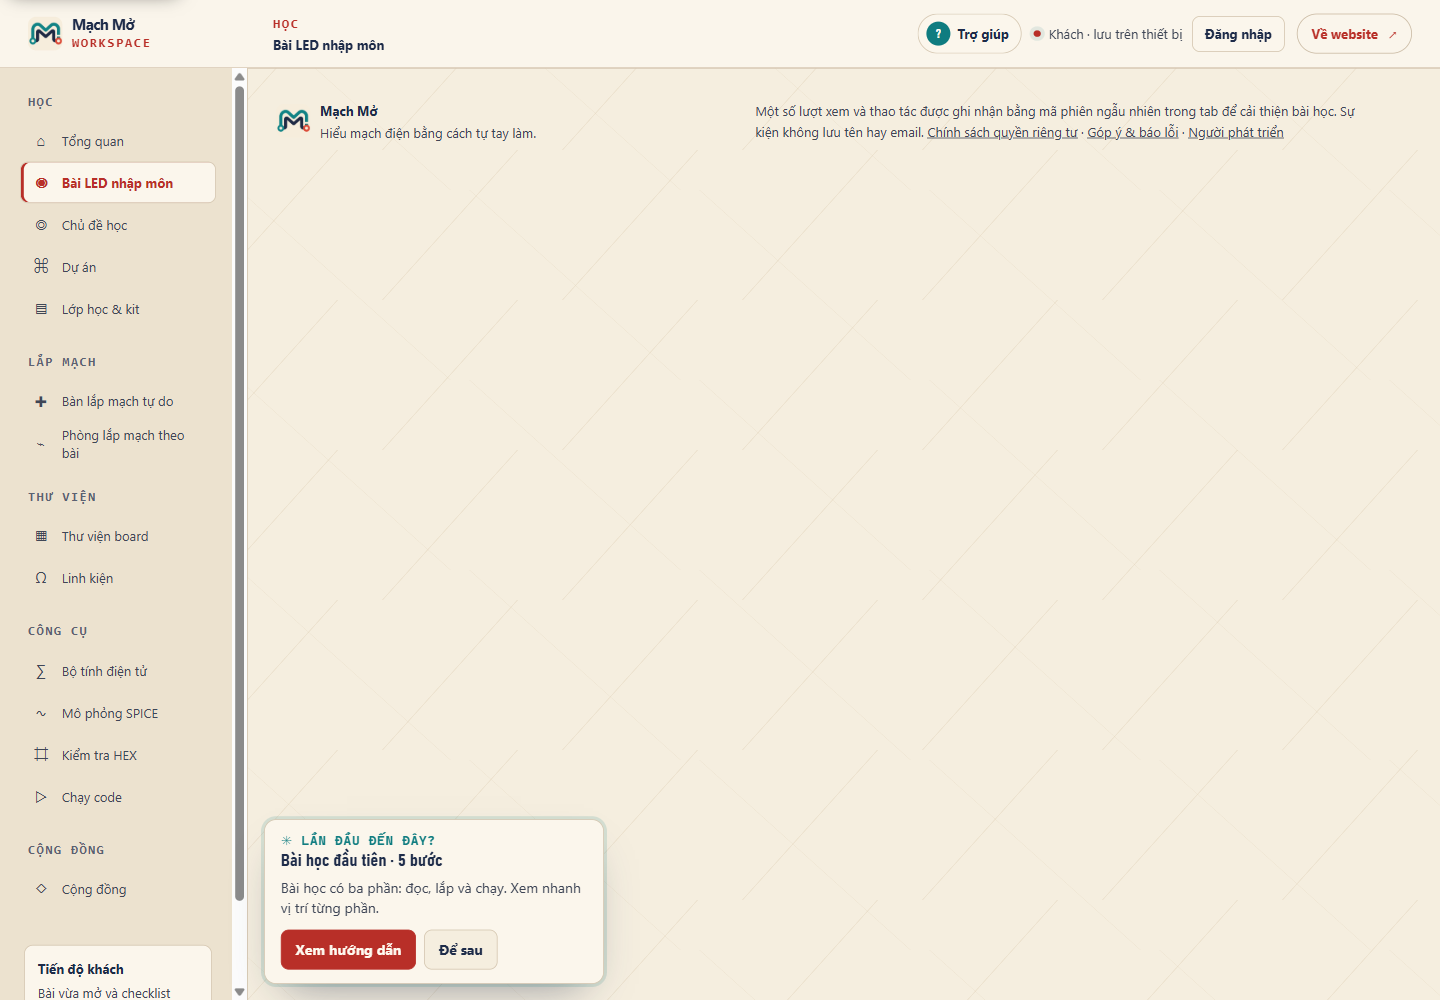 Mạch Mở
WORKSPACE
HỌC
Bài LED nhập môn
? Trợ giúp
Khách · lưu trên thiết bị
Đăng nhập
Về website ↗
HỌC
Tổng quan
Bài LED nhập môn
Chủ đề học
Dự án
Lớp học & kit
LẮP MẠCH
Bàn lắp mạch tự do
Phòng lắp mạch theo
bài
THƯ VIỆN
Thư viện board
Linh kiện
CÔNG CỤ
Bộ tính điện tử
Mô phỏng SPICE
Kiểm tra HEX
Chạy code
CỘNG ĐỒNG
Cộng đồng
Tiến độ khách
Bài vừa mở và checklist
Mạch Mở
Hiểu mạch điện bằng cách tự tay làm.
Một số lượt xem và thao tác được ghi nhận bằng mã phiên ngẫu nhiên trong tab để cải thiện bài học. Sự
kiện không lưu tên hay email. Chính sách quyền riêng tư · Góp ý & báo lỗi · Người phát triển
✳ LẦN ĐẦU ĐẾN ĐÂY?
Bài học đầu tiên · 5 bước
Bài học có ba phần: đọc, lắp và chạy. Xem nhanh
vị trí từng phần.
Xem hướng dẫn
Để sau